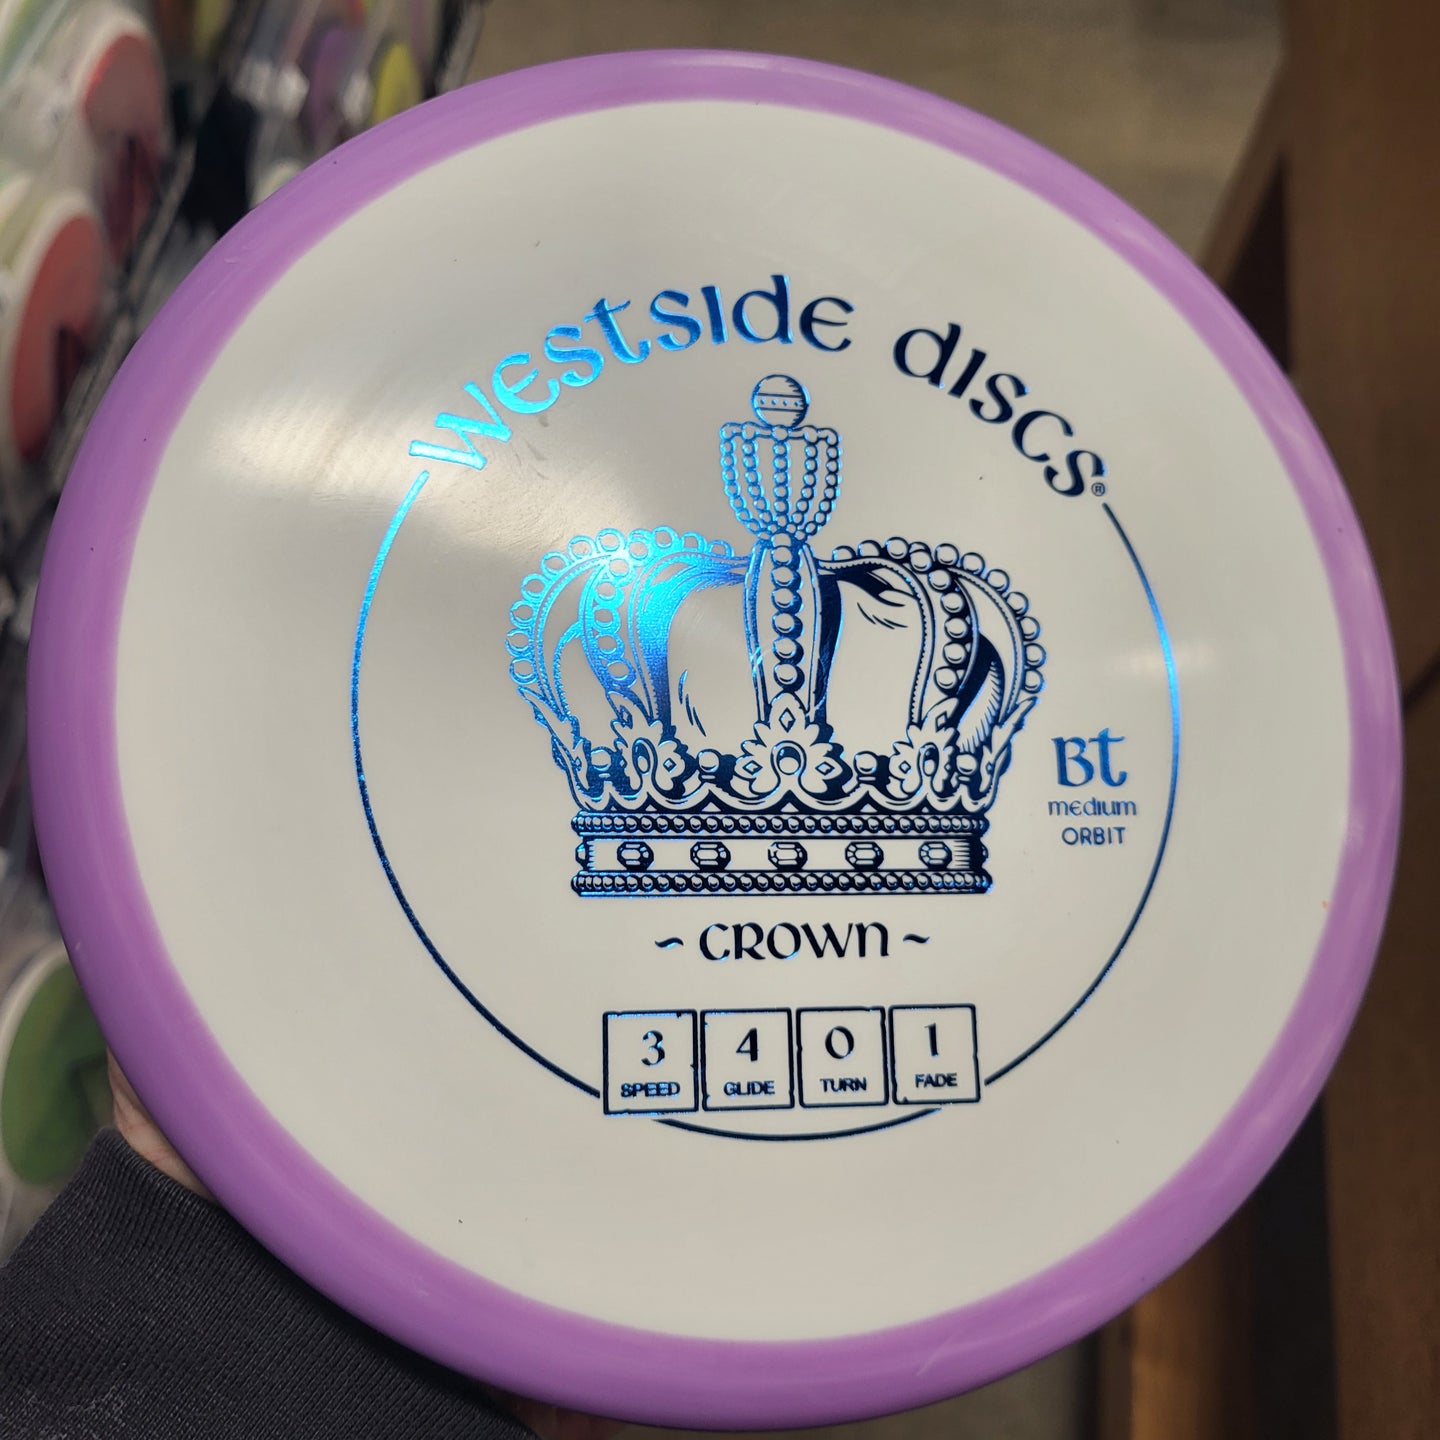 westside discs®
BT
medium
ORBIT
~ CROWN ~
3 4 0 1
SPEED GLIDE TURN FADE